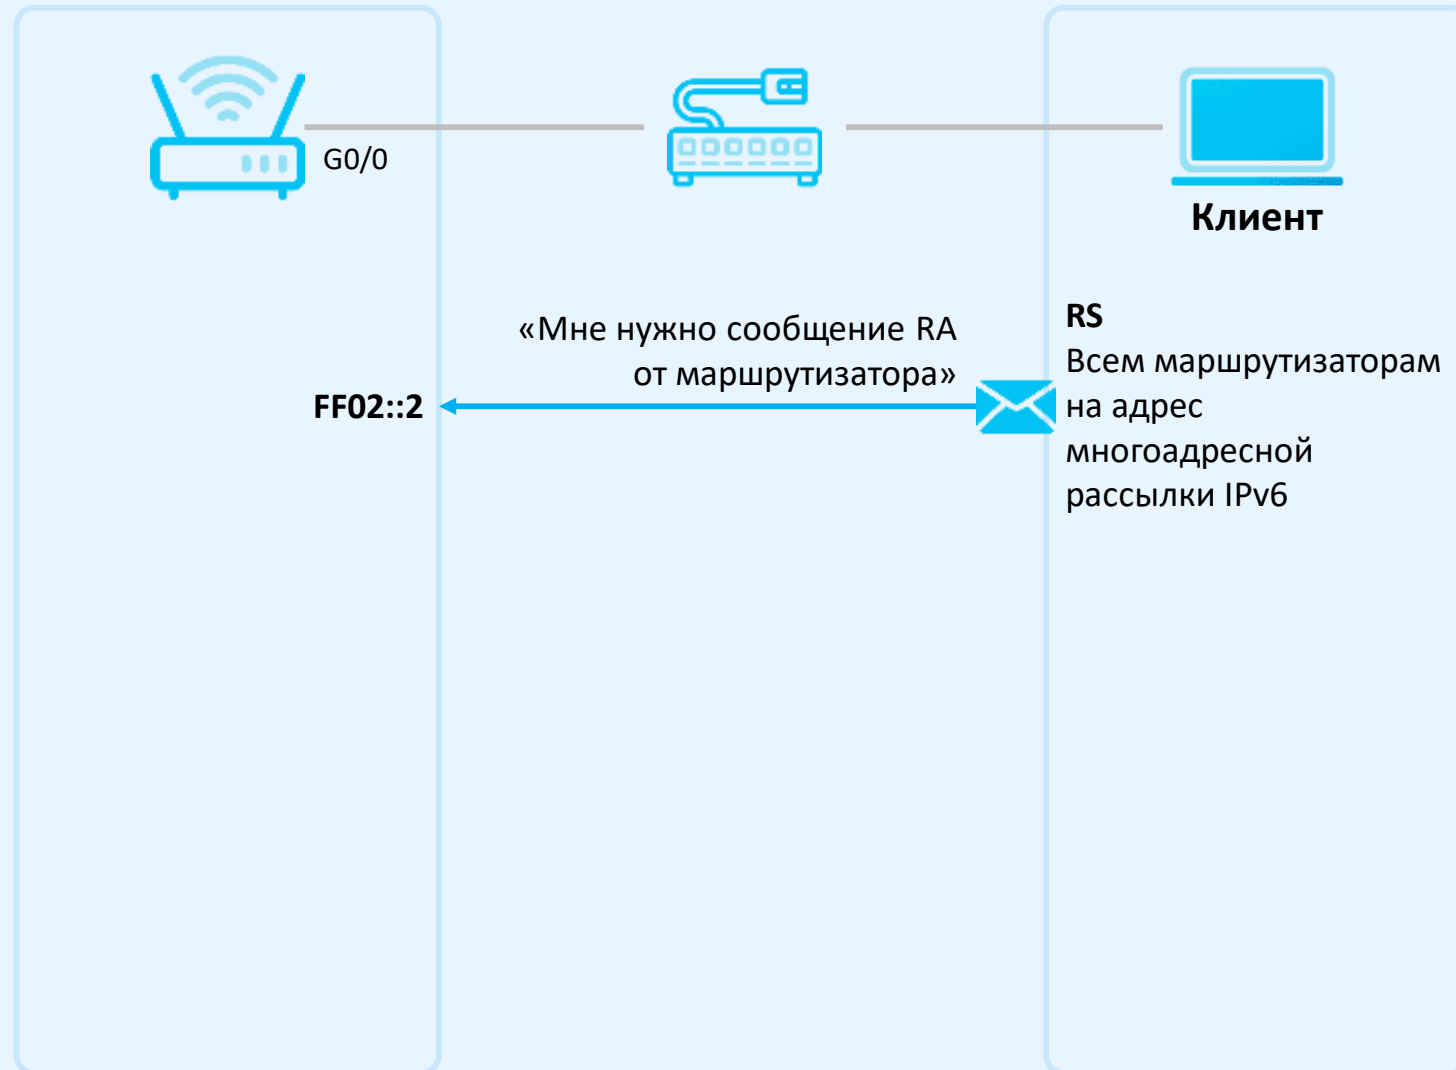 G0/0
Клиент
«Мне нужно сообщение RA
от маршрутизатора»
FF02::2
RS
Всем маршрутизаторам
на адрес
многоадресной
рассылки IPv6